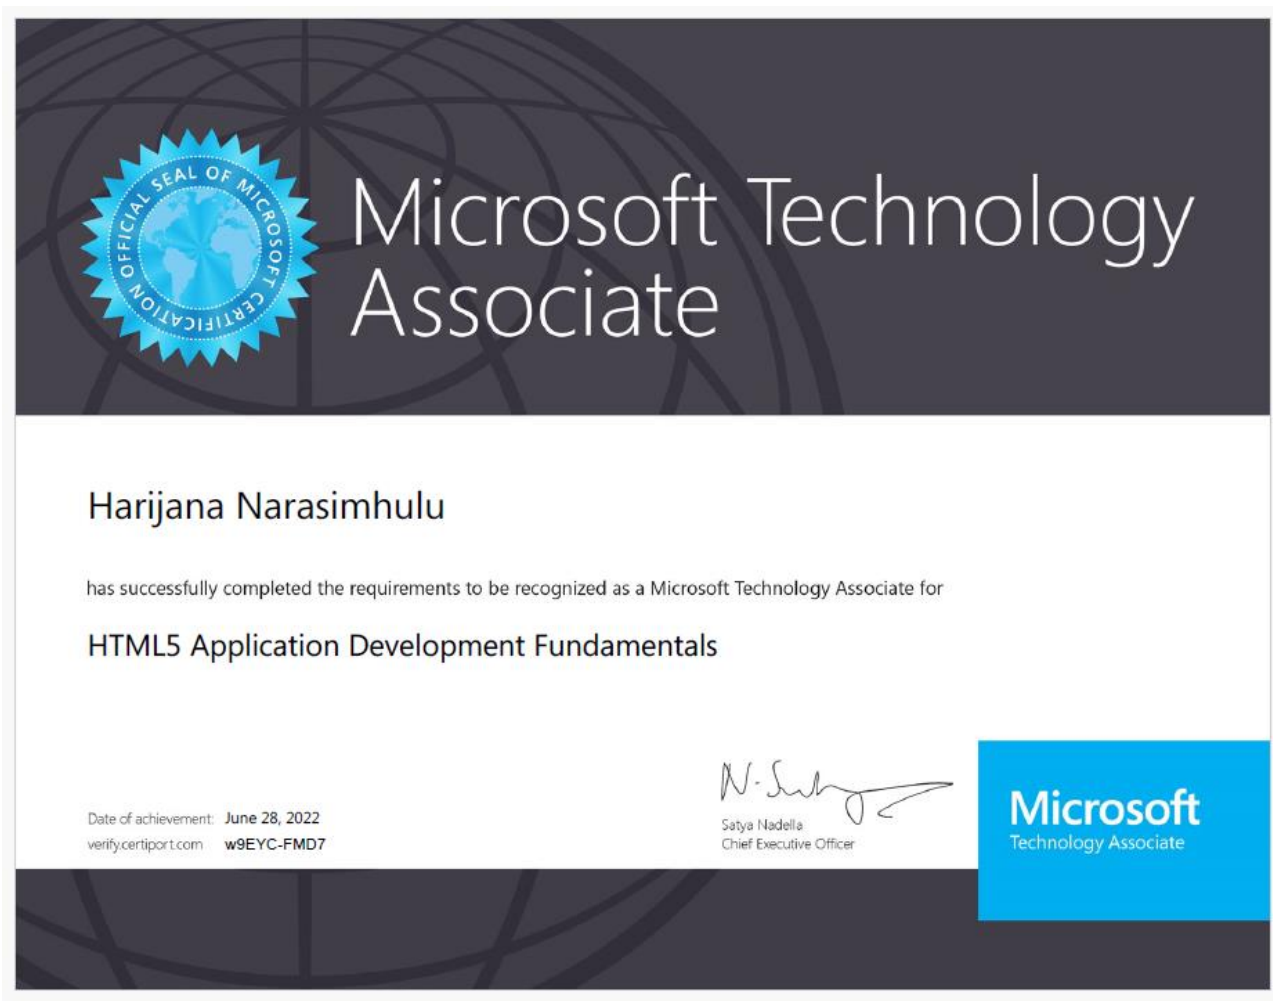 OFFICIAL SEAL OF MICROSOFT CERTIFICATION
Microsoft Technology
Associate
Harijana Narasimhulu
has successfully completed the requirements to be recognized as a Microsoft Technology Associate for
HTML5 Application Development Fundamentals
Date of achievement: June 28, 2022
verify.certiport.com w9EYC-FMD7
Satya Nadella
Chief Executive Officer
Microsoft
Technology Associate